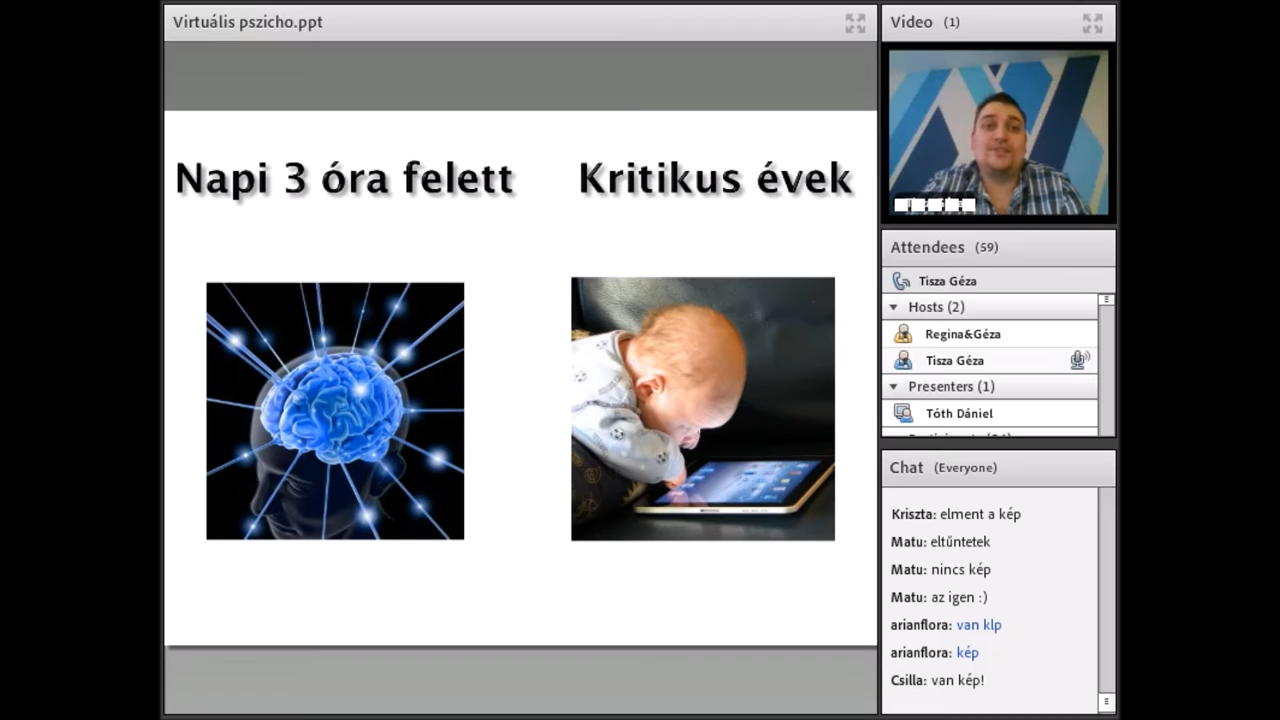 Virtuális pszicho.ppt
Napi 3 óra felett
Kritikus évek
Video (1)
Attendees (59)
Tisza Géza
Hosts (2)
Regina&Géza
Tisza Géza
Presenters (1)
Tóth Dániel
Chat (Everyone)
Kriszta: elment a kép
Matu: eltűntetek
Matu: nincs kép
Matu: az igen :)
arianflora: van klp
arianflora: kép
Csilla: van kép!